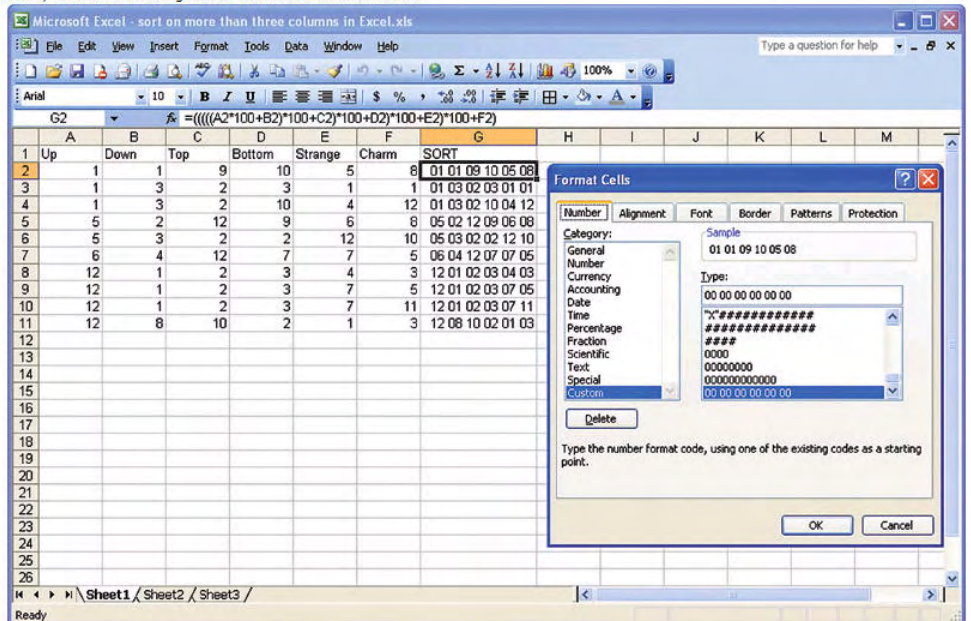 Microsoft Excel - sort on more than three columns in Excel.xls
File Edit View Insert Format Tools Data Window Help
Type a question for help
100%
Arial 10 B I U $ % ,
G2 fx =(((((A2*100+B2)*100+C2)*100+D2)*100+E2)*100+F2)
A B C D E F G H I J K L M
1 Up Down Top Bottom Strange Charm SORT
2 1 1 9 10 5 8 01 01 09 10 05 08
3 1 3 2 3 1 1 01 03 02 03 01 01
4 1 3 2 10 4 12 01 03 02 10 04 12
5 5 2 12 9 6 8 05 02 12 09 06 08
6 5 3 2 2 12 10 05 03 02 02 12 10
7 6 4 12 7 7 5 06 04 12 07 07 05
8 12 1 2 3 4 3 12 01 02 03 04 03
9 12 1 2 3 7 5 12 01 02 03 07 05
10 12 1 2 3 7 11 12 01 02 03 07 11
11 12 8 10 2 1 3 12 08 10 02 01 03
12
13
14
15
16
17
18
19
20
21
22
23
24
25
26
Format Cells
Number Alignment Font Border Patterns Protection
Category:
General
Number
Currency
Accounting
Date
Time
Percentage
Fraction
Scientific
Text
Special
Custom
Sample
01 01 09 10 05 08
Type:
00 00 00 00 00 00
"X"############
##############
####
0000
00000000
000000000000
00 00 00 00 00 00
Delete
Type the number format code, using one of the existing codes as a starting
point.
OK Cancel
Sheet1 / Sheet2 / Sheet3 /
Ready